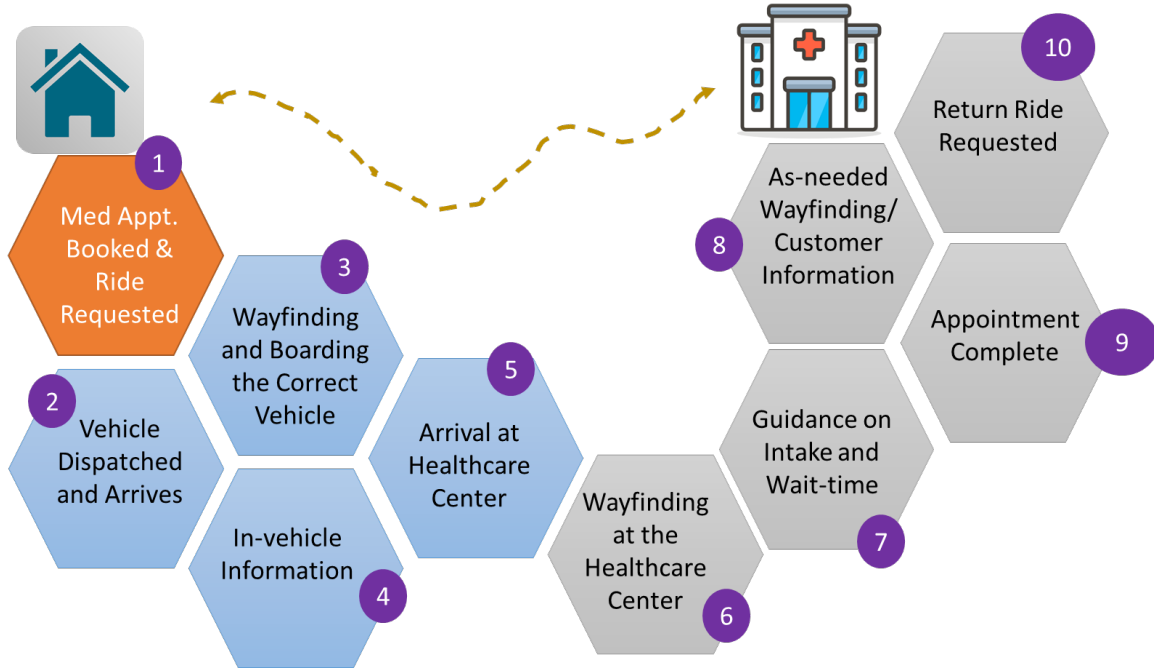 1
Med Appt.
Booked &
Ride
Requested
2
Vehicle
Dispatched
and Arrives
3
Wayfinding
and Boarding
the Correct
Vehicle
4
In-vehicle
Information
5
Arrival at
Healthcare
Center
6
Wayfinding
at the
Healthcare
Center
7
Guidance on
Intake and
Wait-time
8
As-needed
Wayfinding/
Customer
Information
9
Appointment
Complete
10
Return Ride
Requested